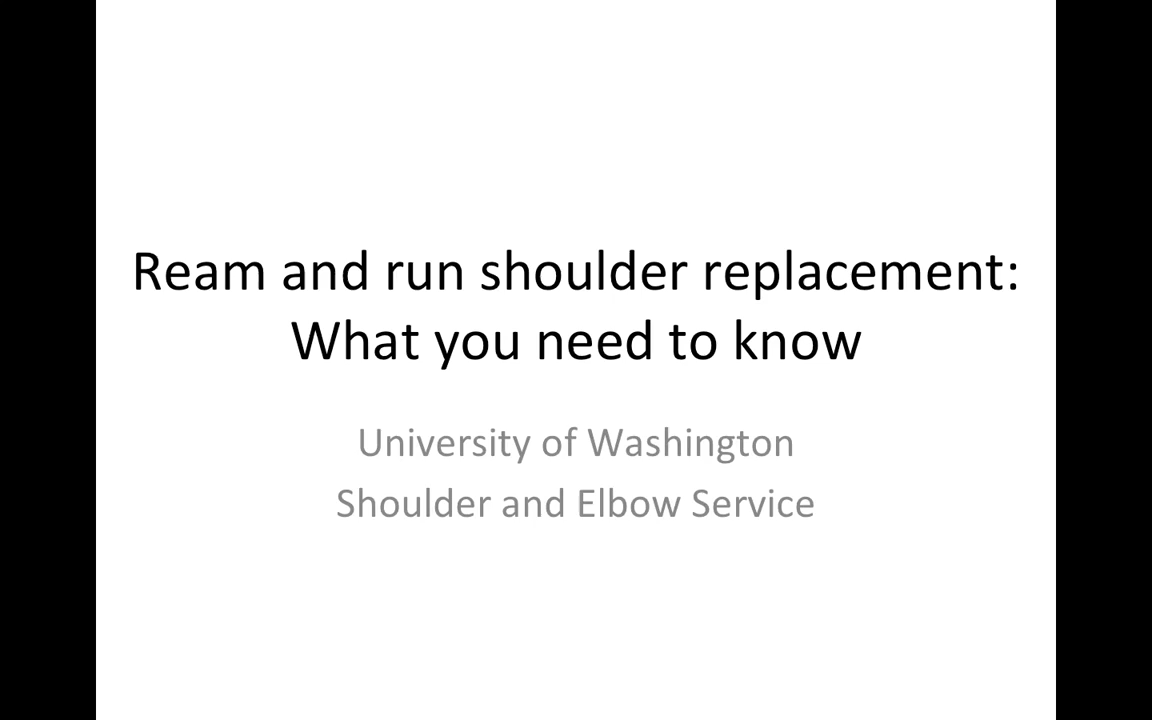 Ream and run shoulder replacement:
What you need to know
University of Washington
Shoulder and Elbow Service